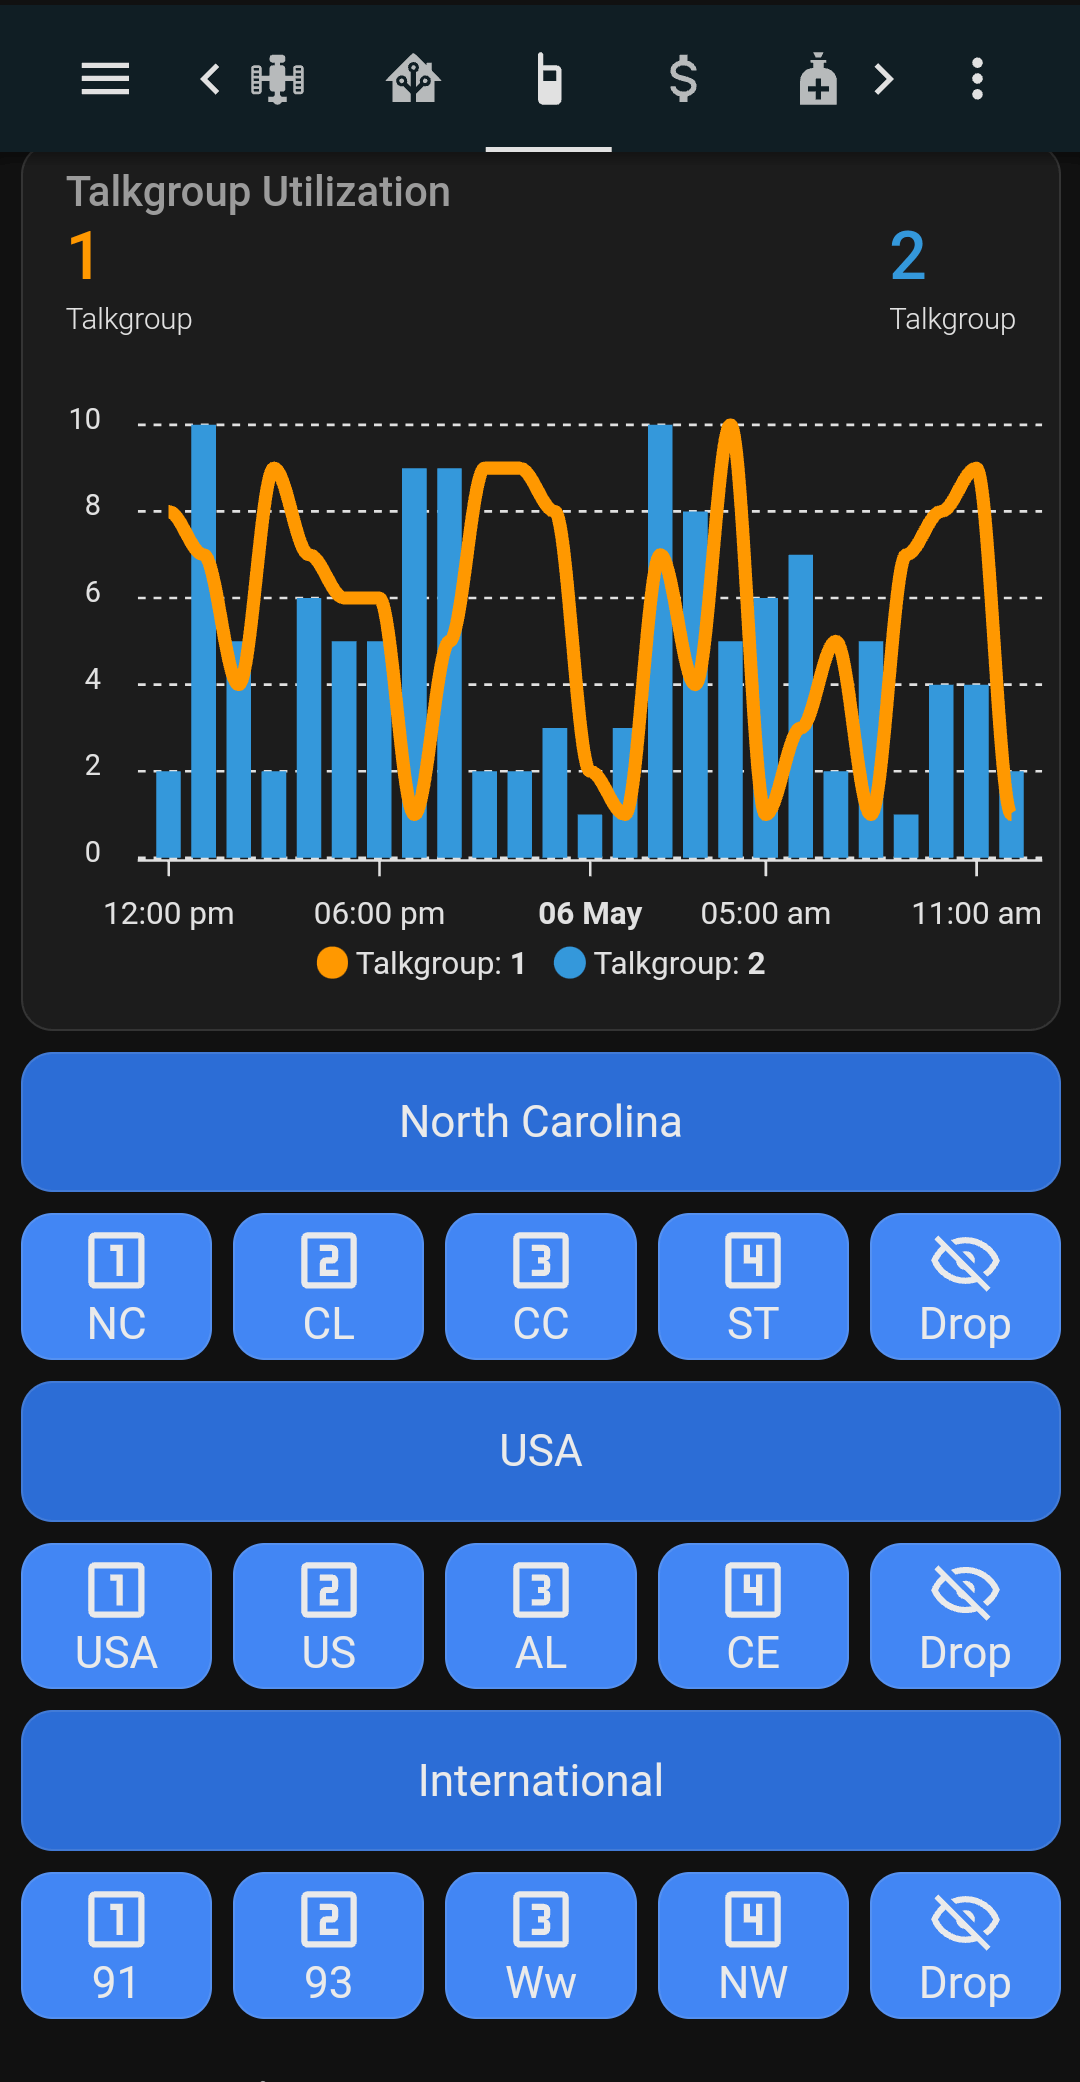 Talkgroup Utilization
1 2
Talkgroup Talkgroup
10
8
6
4
2
0
12:00 pm 06:00 pm 06 May 05:00 am 11:00 am
Talkgroup: 1 Talkgroup: 2
North Carolina
1 2 3 4
NC CL CC ST Drop
USA
1 2 3 4
USA US AL CE Drop
International
1 2 3 4
91 93 Ww NW Drop